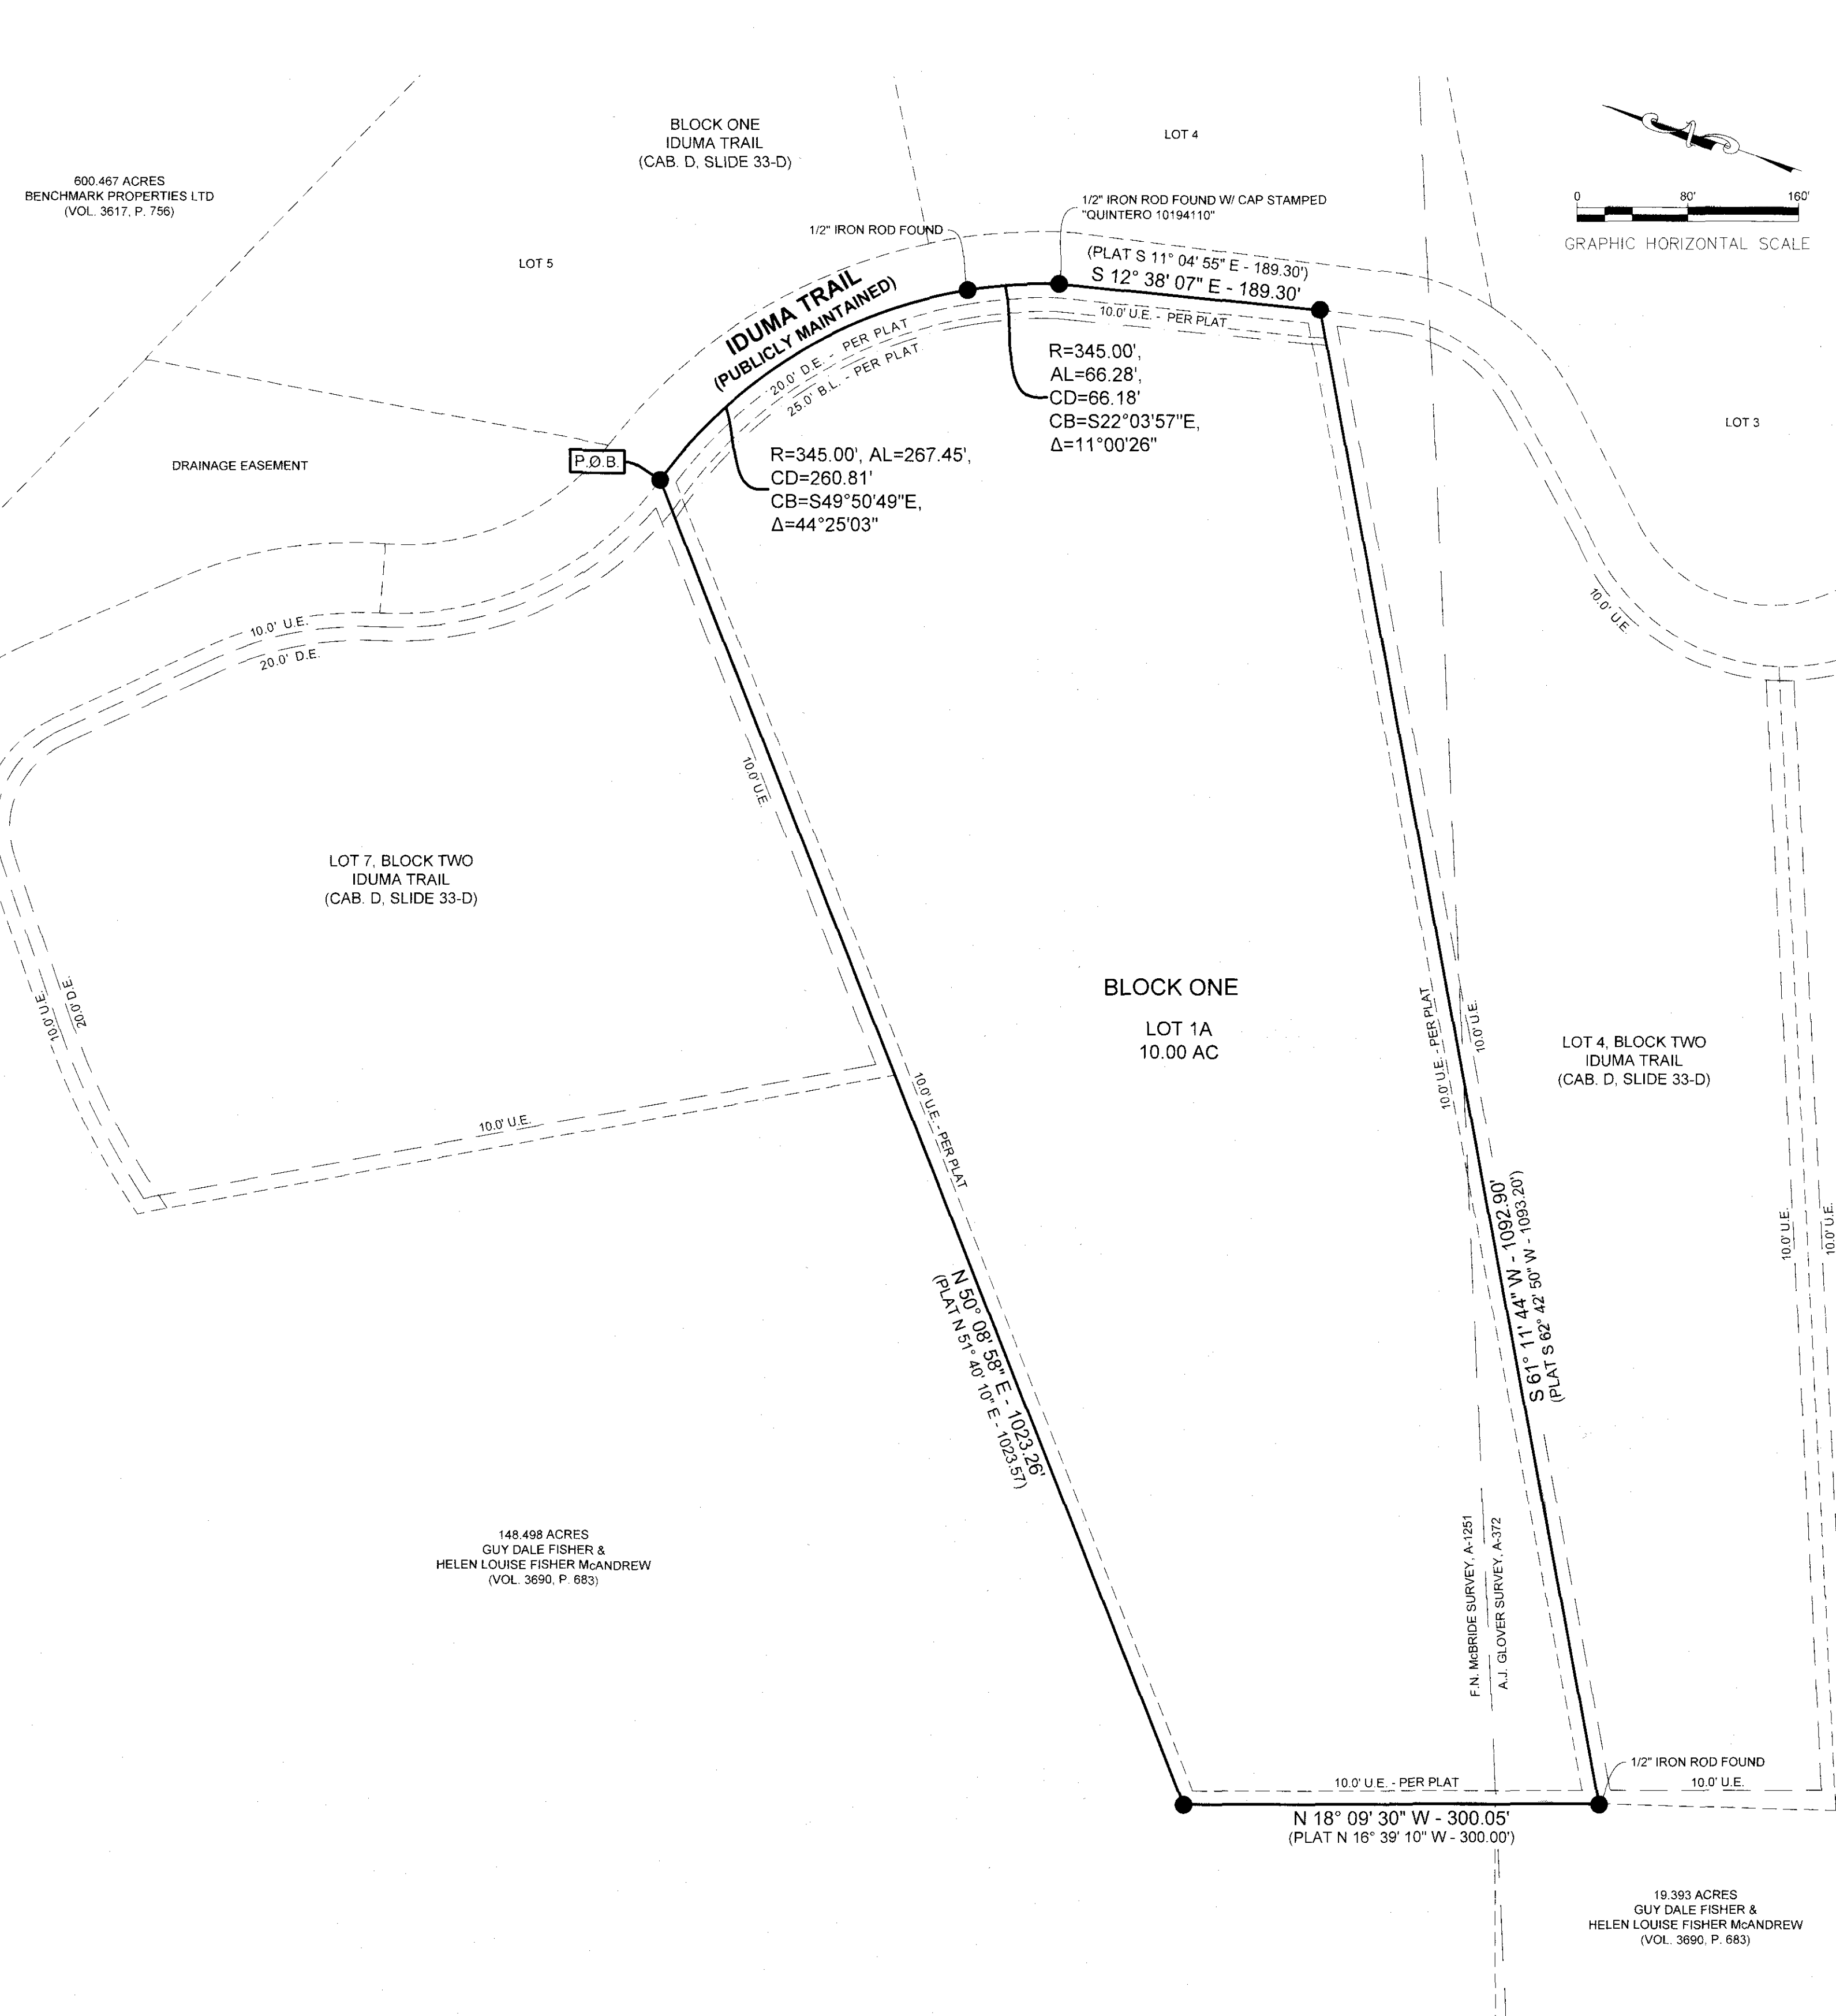 BLOCK ONE
IDUMA TRAIL
(CAB. D, SLIDE 33-D)
LOT 4
600.467 ACRES
BENCHMARK PROPERTIES LTD
(VOL. 3617, P. 756)
0 80' 160'
GRAPHIC HORIZONTAL SCALE
1/2" IRON ROD FOUND W/ CAP STAMPED
"QUINTERO 10194110"
1/2" IRON ROD FOUND
LOT 5
(PLAT S 11° 04' 55" E - 189.30')
S 12° 38' 07" E - 189.30'
10.0' U.E. - PER PLAT
IDUMA TRAIL
(PUBLICLY MAINTAINED)
20.0' D.E. - PER PLAT
25.0' B.L. - PER PLAT
R=345.00',
AL=66.28',
CD=66.18'
CB=S22°03'57"E,
Δ=11°00'26"
LOT 3
DRAINAGE EASEMENT
P.O.B.
R=345.00', AL=267.45',
CD=260.81'
CB=S49°50'49"E,
Δ=44°25'03"
10.0' U.E.
20.0' D.E.
10.0' U.E.
10.0' U.E.
LOT 7, BLOCK TWO
IDUMA TRAIL
(CAB. D, SLIDE 33-D)
10.0' U.E.
20.0' D.E.
BLOCK ONE
LOT 1A
10.00 AC
10.0' U.E. - PER PLAT
10.0' U.E.
LOT 4, BLOCK TWO
IDUMA TRAIL
(CAB. D, SLIDE 33-D)
10.0' U.E.
10.0' U.E. - PER PLAT
10.0' U.E.
10.0' U.E.
S 61° 11' 44" W - 1092.90'
(PLAT S 62° 42' 50" W - 1093.20')
N 50° 08' 58" E - 1023.26'
(PLAT N 51° 40' 10" E - 1023.57)
148.498 ACRES
GUY DALE FISHER &
HELEN LOUISE FISHER McANDREW
(VOL. 3690, P. 683)
F.N. McBRIDE SURVEY, A-1251
A.J. GLOVER SURVEY, A-372
1/2" IRON ROD FOUND
10.0' U.E. - PER PLAT
10.0' U.E.
N 18° 09' 30" W - 300.05'
(PLAT N 16° 39' 10" W - 300.00')
19.393 ACRES
GUY DALE FISHER &
HELEN LOUISE FISHER McANDREW
(VOL. 3690, P. 683)